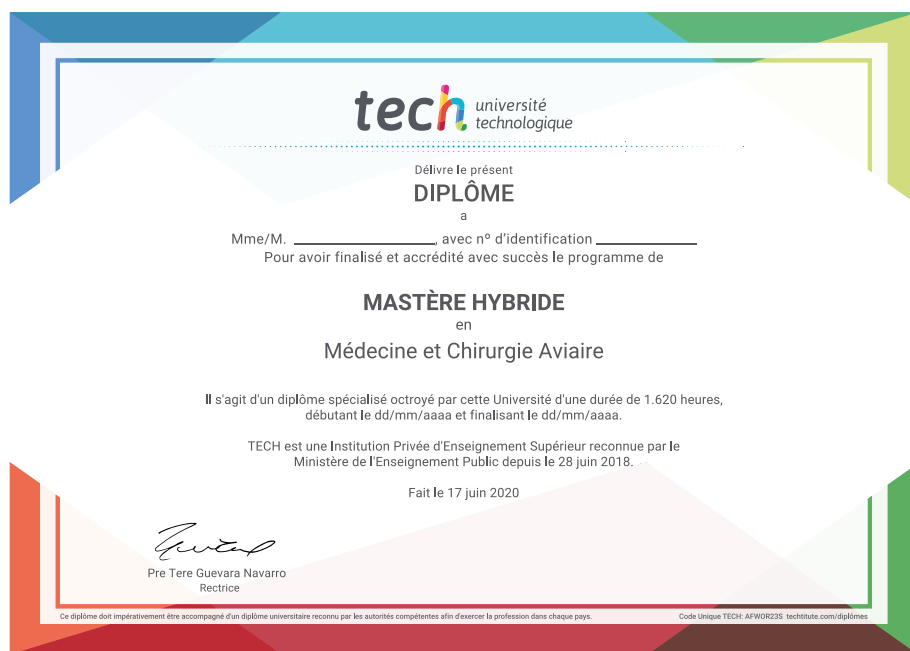 tech université
technologique
Délivre le présent
DIPLÔME
a
Mme/M. ____________________, avec nº d'identification ______________
Pour avoir finalisé et accrédité avec succès le programme de
MASTÈRE HYBRIDE
en
Médecine et Chirurgie Aviaire
Il s'agit d'un diplôme spécialisé octroyé par cette Université d'une durée de 1.620 heures,
débutant le dd/mm/aaaa et finalisant le dd/mm/aaaa.
TECH est une Institution Privée d'Enseignement Supérieur reconnue par le
Ministère de l'Enseignement Public depuis le 28 juin 2018.
Fait le 17 juin 2020
Pre Tere Guevara Navarro
Rectrice
Ce diplôme doit impérativement être accompagné d'un diplôme universitaire reconnu par les autorités compétentes afin d'exercer la profession dans chaque pays. Code Unique TECH: AFWOR23S techtitute.com/diplômes